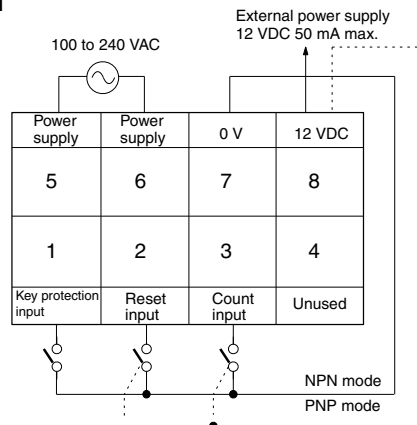 External power supply
12 VDC 50 mA max.
100 to 240 VAC
Power supply
Power supply
0 V
12 VDC
5
6
7
8
1
2
3
4
Key protection input
Reset input
Count input
Unused
NPN mode
PNP mode